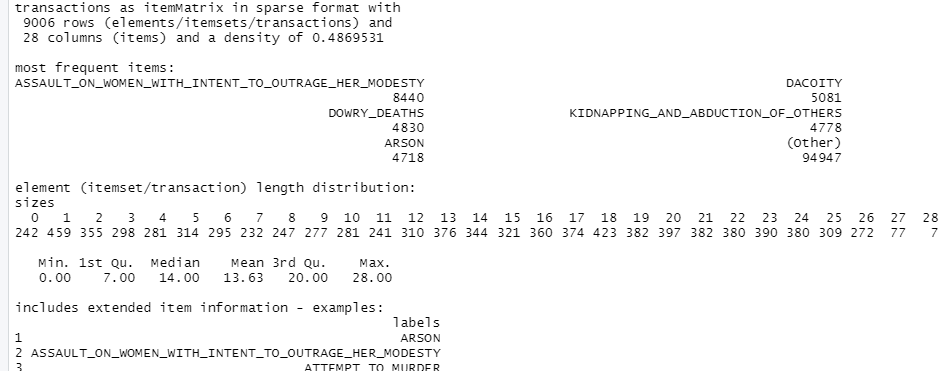 transactions as itemMatrix in sparse format with
9006 rows (elements/itemsets/transactions) and
28 columns (items) and a density of 0.4869531
most frequent items:
ASSAULT_ON_WOMEN_WITH_INTENT_TO_OUTRAGE_HER_MODESTY DACOITY
8440 5081
DOWRY_DEATHS KIDNAPPING_AND_ABDUCTION_OF_OTHERS
4830 4778
ARSON (Other)
4718 94947
element (itemset/transaction) length distribution:
sizes
0 1 2 3 4 5 6 7 8 9 10 11 12 13 14 15 16 17 18 19 20 21 22 23 24 25 26 27 28
242 459 355 298 281 314 295 232 247 277 281 241 310 376 344 321 360 374 423 382 397 382 380 390 380 309 272 77 7
Min. 1st Qu. Median Mean 3rd Qu. Max.
0.00 7.00 14.00 13.63 20.00 28.00
includes extended item information - examples:
labels
1 ARSON
2 ASSAULT_ON_WOMEN_WITH_INTENT_TO_OUTRAGE_HER_MODESTY
3 ATTEMPT_TO_MURDER